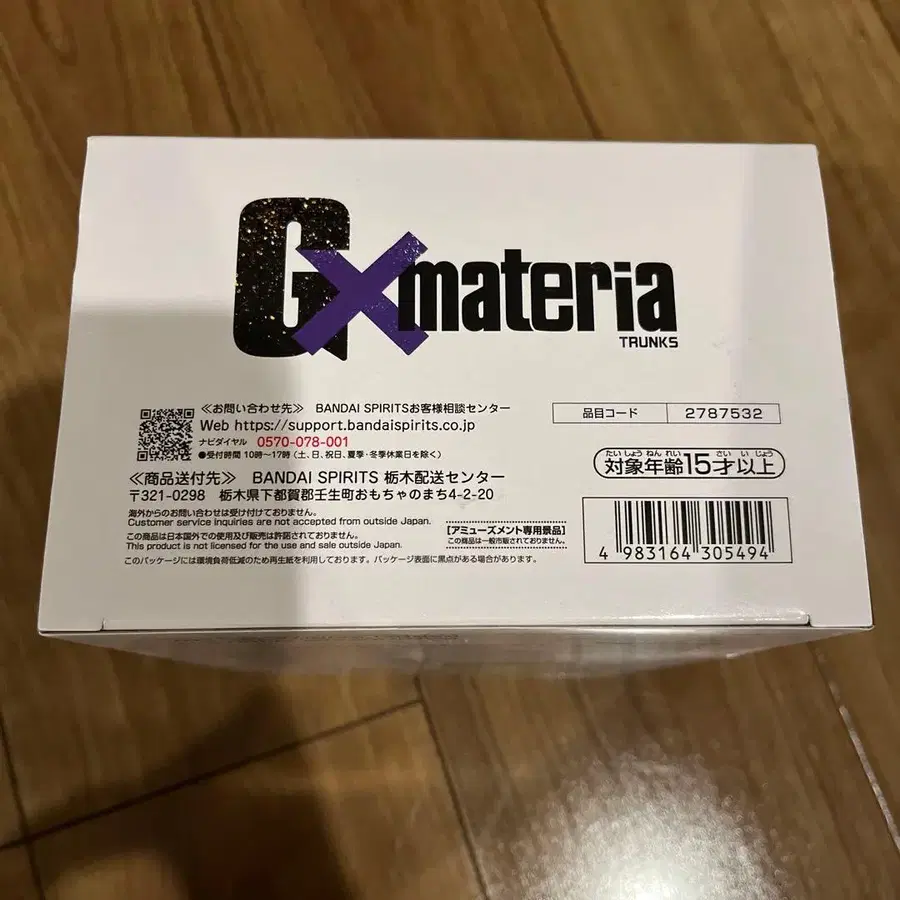 G×materia
TRUNKS
≪お問い合わせ先≫ BANDAI SPIRITSお客様相談センター
Web https://support.bandaispirits.co.jp
ナビダイヤル 0570-078-001
●受付時間 10時～17時 (土、日、祝日、夏季・冬季休業日を除く)
≪商品送付先≫ BANDAI SPIRITS 栃木配送センター
〒321-0298 栃木県下都賀郡壬生町おもちゃのまち4-2-20
海外からのお問い合わせは受け付けておりません。
Customer service inquiries are not accepted from outside Japan.
この商品は日本国外での使用及び販売は許諾されておりません。
This product is not licensed for the use and sale outside Japan.
このパッケージには環境負荷低減のため再生紙を利用しております。パッケージ表面に黒点がある場合があります。
[アミューズメント専用景品]
この商品は一般市販されておりません。
品目コード 2787532
たいしょうねんれい さい いじょう
対象年齢15才以上
4 983164 305494